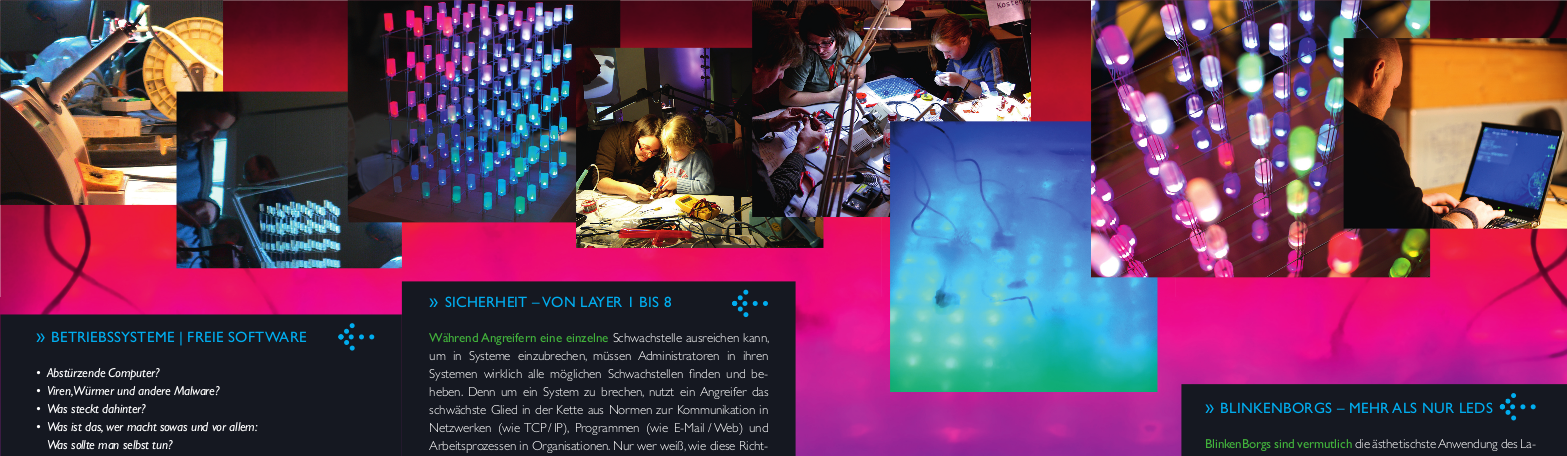 Kosten
» BETRIEBSSYSTEME | FREIE SOFTWARE
• Abstürzende Computer?
• Viren, Würmer und andere Malware?
• Was steckt dahinter?
• Was ist das, wer macht sowas und vor allem:
Was sollte man selbst tun?
» SICHERHEIT – VON LAYER 1 BIS 8
Während Angreifern eine einzelne Schwachstelle ausreichen kann,
um in Systeme einzubrechen, müssen Administratoren in ihren
Systemen wirklich alle möglichen Schwachstellen finden und be-
heben. Denn um ein System zu brechen, nutzt ein Angreifer das
schwächste Glied in der Kette aus Normen zur Kommunikation in
Netzwerken (wie TCP/IP), Programmen (wie E-Mail/Web) und
Arbeitsprozessen in Organisationen. Nur wer weiß, wie diese Richt-
» BLINKENBORGS – MEHR ALS NUR LEDS
BlinkenBorgs sind vermutlich die ästhetischste Anwendung des La-